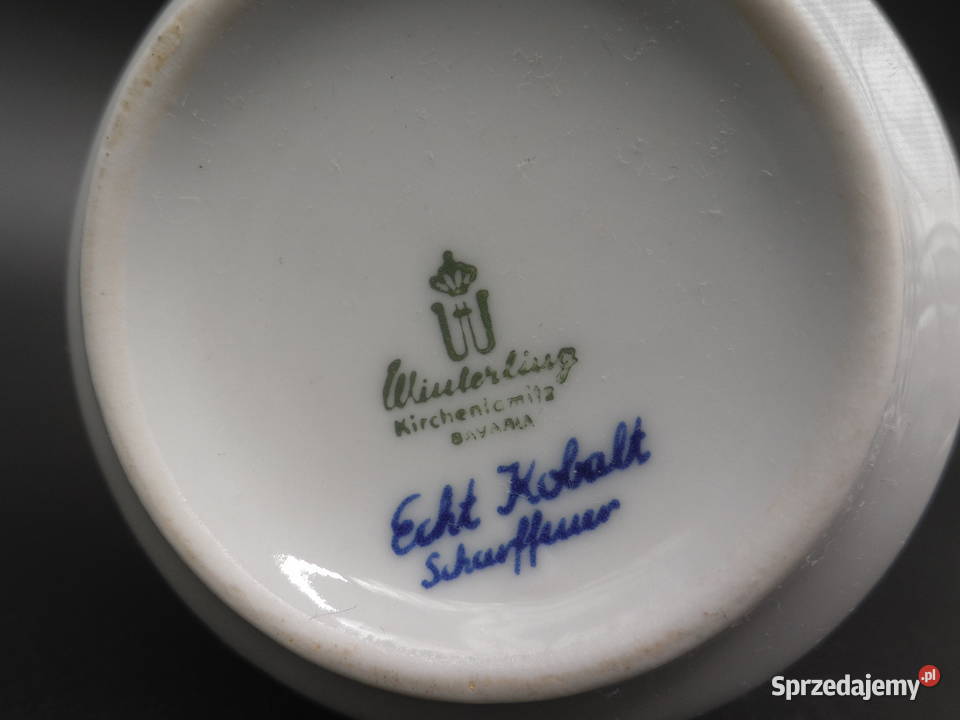 W
Winterling
Kirchenlamitz
BAVARIA
Echt Kobalt
Scharffeuer
Sprzedajemy.pl